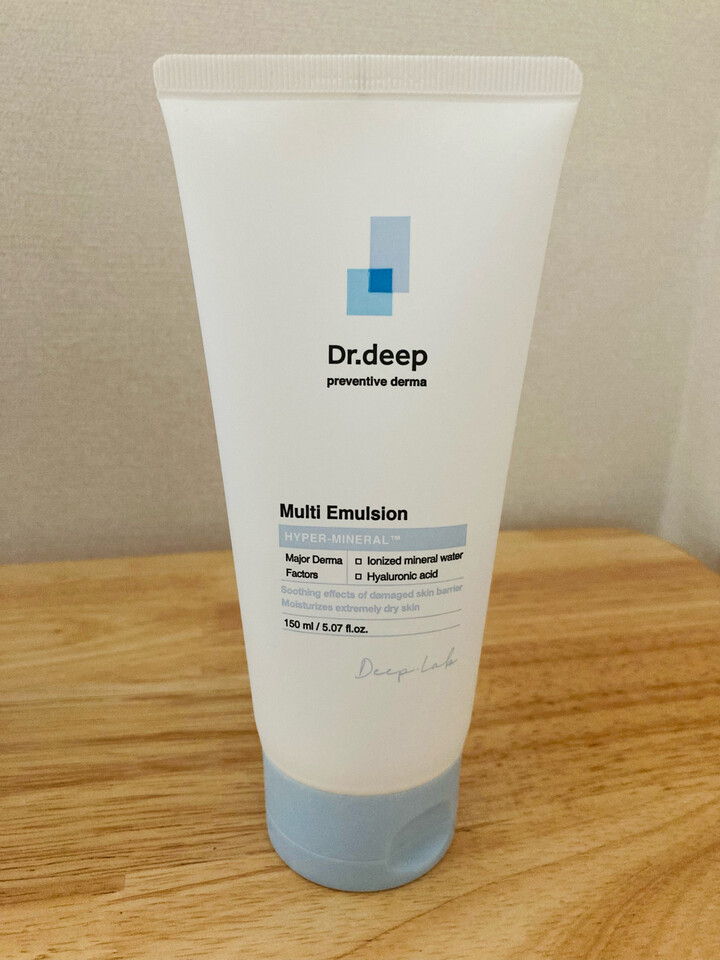 Dr.deep
preventive derma
Multi Emulsion
HYPER-MINERAL™
Major Derma Factors
□ Ionized mineral water
□ Hyaluronic acid
Soothing effects of damaged skin barrier
Moisturizes extremely dry skin
150 ml / 5.07 fl.oz.
Deep.Lab